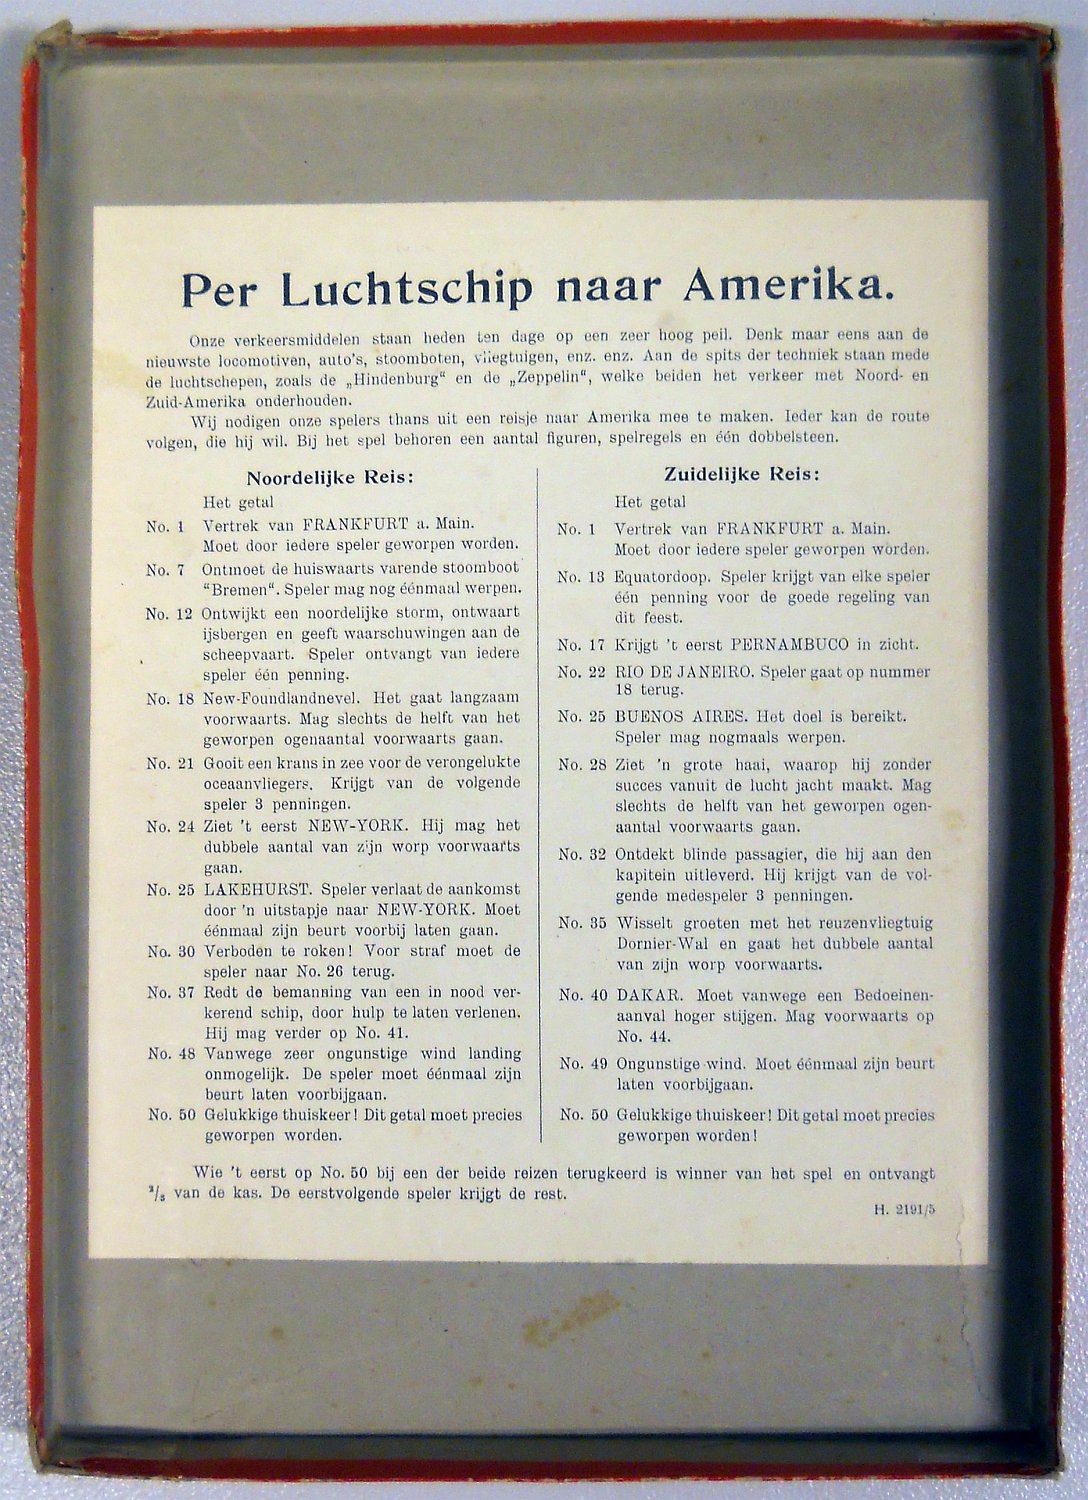 Per Luchtschip naar Amerika.
Onze verkeersmiddelen staan heden ten dage op een zeer hoog peil. Denk maar eens aan de
nieuwste locomotiven, auto's, stoomboten, vliegtuigen, enz. enz. Aan de spits der techniek staan mede
de luchtschepen, zoals de „Hindenburg“ en de „Zeppelin“, welke beiden het verkeer met Noord- en
Zuid-Amerika onderhouden.
Wij nodigen onze spelers thans uit een reisje naar Amerika mee te maken. Ieder kan de route
volgen, die hij wil. Bij het spel behoren een aantal figuren, spelregels en één dobbelsteen.
Noordelijke Reis:
Het getal
No. 1 Vertrek van FRANKFURT a. Main.
Moet door iedere speler geworpen worden.
No. 7 Ontmoet de huiswaarts varende stoomboot
“Bremen“. Speler mag nog éénmaal werpen.
No. 12 Ontwijkt een noordelijke storm, ontwaart
ijsbergen en geeft waarschuwingen aan de
scheepvaart. Speler ontvangt van iedere
speler één penning.
No. 18 New-Foundlandnevel. Het gaat langzaam
voorwaarts. Mag slechts de helft van het
geworpen ogenaantal voorwaarts gaan.
No. 21 Gooit een krans in zee voor de verongelukte
oceaanvliegers. Krijgt van de volgende
speler 3 penningen.
No. 24 Ziet 't eerst NEW-YORK. Hij mag het
dubbele aantal van zijn worp voorwaarts
gaan.
No. 25 LAKEHURST. Speler verlaat de aankomst
door 'n uitstapje naar NEW-YORK. Moet
éénmaal zijn beurt voorbij laten gaan.
No. 30 Verboden te roken! Voor straf moet de
speler naar No. 26 terug.
No. 37 Redt de bemanning van een in nood ver-
kerend schip, door hulp te laten verlenen.
Hij mag verder op No. 41.
No. 48 Vanwege zeer ongunstige wind landing
onmogelijk. De speler moet éénmaal zijn
beurt laten voorbijgaan.
No. 50 Gelukkige thuiskeer! Dit getal moet precies
geworpen worden.
Zuidelijke Reis:
Het getal
No. 1 Vertrek van FRANKFURT a. Main.
Moet door iedere speler geworpen worden.
No. 13 Equatordoop. Speler krijgt van elke speler
één penning voor de goede regeling van
dit feest.
No. 17 Krijgt 't eerst PERNAMBUCO in zicht.
No. 22 RIO DE JANEIRO. Speler gaat op nummer
18 terug.
No. 25 BUENOS AIRES. Het doel is bereikt.
Speler mag nogmaals werpen.
No. 28 Ziet 'n grote haai, waarop hij zonder
succes vanuit de lucht jacht maakt. Mag
slechts de helft van het geworpen ogen-
aantal voorwaarts gaan.
No. 32 Ontdekt blinde passagier, die hij aan den
kapitein uitleverd. Hij krijgt van de vol-
gende medespeler 3 penningen.
No. 35 Wisselt groeten met het reuzenvliegtuig
Dornier-Wal en gaat het dubbele aantal
van zijn worp voorwaarts.
No. 40 DAKAR. Moet vanwege een Bedoeinen-
aanval hoger stijgen. Mag voorwaarts op
No. 44.
No. 49 Ongunstige wind. Moet éénmaal zijn beurt
laten voorbijgaan.
No. 50 Gelukkige thuiskeer! Dit getal moet precies
geworpen worden!
Wie 't eerst op No. 50 bij een der beide reizen terugkeerd is winner van het spel en ontvangt
²/₃ van de kas. De eerstvolgende speler krijgt de rest.
H. 2191/5